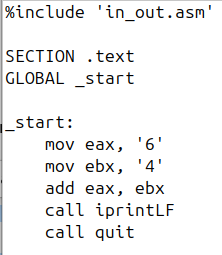 %include 'in_out.asm'
SECTION .text
GLOBAL _start
_start:
mov eax, '6'
mov ebx, '4'
add eax, ebx
call iprintLF
call quit